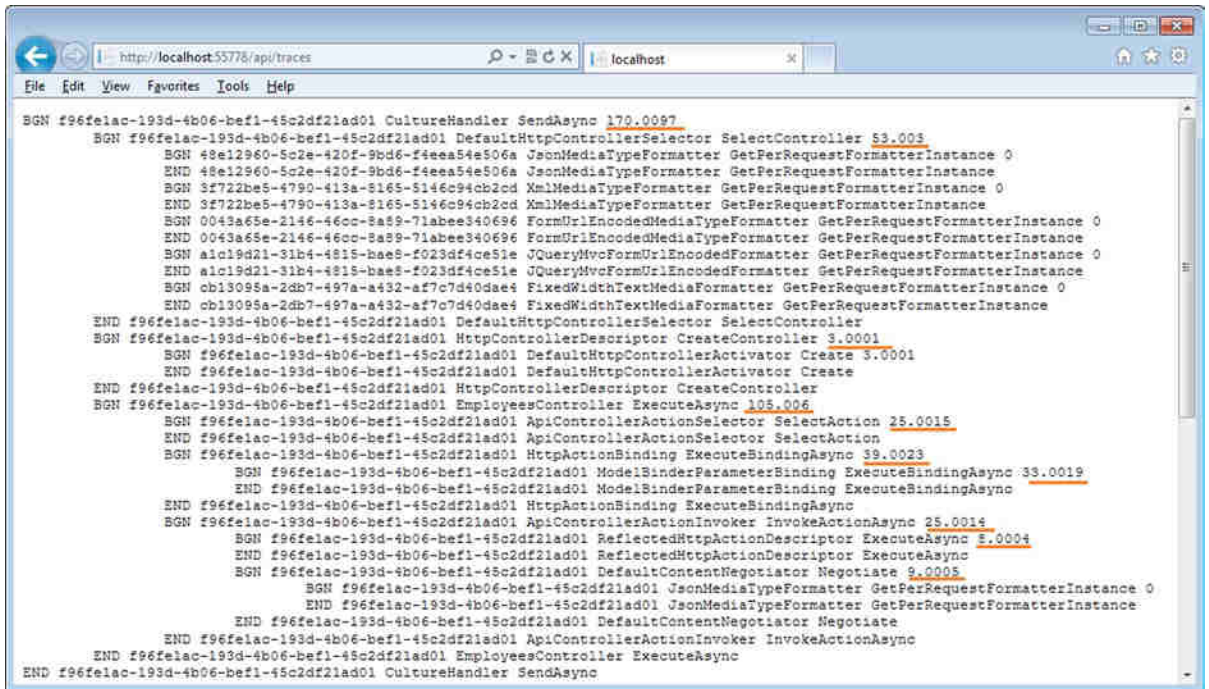 http://localhost:55778/api/traces
localhost
File Edit View Favorites Tools Help
BGN f96fe1ac-193d-4b06-bef1-45c2df21ad01 CultureHandler SendAsync 170.0097
BGN f96fe1ac-193d-4b06-bef1-45c2df21ad01 DefaultHttpControllerSelector SelectController 53.003
BGN 48e12960-5c2e-420f-9bd6-f4eea54e506a JsonMediaTypeFormatter GetPerRequestFormatterInstance 0
END 48e12960-5c2e-420f-9bd6-f4eea54e506a JsonMediaTypeFormatter GetPerRequestFormatterInstance
BGN 3f722be5-4790-413a-8165-5146c94cb2cd XmlMediaTypeFormatter GetPerRequestFormatterInstance 0
END 3f722be5-4790-413a-8165-5146c94cb2cd XmlMediaTypeFormatter GetPerRequestFormatterInstance
BGN 0043a65e-2146-46cc-8a89-71abee340696 FormUrlEncodedMediaTypeFormatter GetPerRequestFormatterInstance 0
END 0043a65e-2146-46cc-8a89-71abee340696 FormUrlEncodedMediaTypeFormatter GetPerRequestFormatterInstance
BGN a1c19d21-31b4-4815-bae8-f023df4ce51e JQueryMvcFormUrlEncodedFormatter GetPerRequestFormatterInstance 0
END a1c19d21-31b4-4815-bae8-f023df4ce51e JQueryMvcFormUrlEncodedFormatter GetPerRequestFormatterInstance
BGN cb13095a-2db7-497a-a432-af7c7d40dae4 FixedWidthTextMediaFormatter GetPerRequestFormatterInstance 0
END cb13095a-2db7-497a-a432-af7c7d40dae4 FixedWidthTextMediaFormatter GetPerRequestFormatterInstance
END f96fe1ac-193d-4b06-bef1-45c2df21ad01 DefaultHttpControllerSelector SelectController
BGN f96fe1ac-193d-4b06-bef1-45c2df21ad01 HttpControllerDescriptor CreateController 3.0001
BGN f96fe1ac-193d-4b06-bef1-45c2df21ad01 DefaultHttpControllerActivator Create 3.0001
END f96fe1ac-193d-4b06-bef1-45c2df21ad01 DefaultHttpControllerActivator Create
END f96fe1ac-193d-4b06-bef1-45c2df21ad01 HttpControllerDescriptor CreateController
BGN f96fe1ac-193d-4b06-bef1-45c2df21ad01 EmployeesController ExecuteAsync 105.006
BGN f96fe1ac-193d-4b06-bef1-45c2df21ad01 ApiControllerActionSelector SelectAction 25.0015
END f96fe1ac-193d-4b06-bef1-45c2df21ad01 ApiControllerActionSelector SelectAction
BGN f96fe1ac-193d-4b06-bef1-45c2df21ad01 HttpActionBinding ExecuteBindingAsync 39.0023
BGN f96fe1ac-193d-4b06-bef1-45c2df21ad01 ModelBinderParameterBinding ExecuteBindingAsync 33.0019
END f96fe1ac-193d-4b06-bef1-45c2df21ad01 ModelBinderParameterBinding ExecuteBindingAsync
END f96fe1ac-193d-4b06-bef1-45c2df21ad01 HttpActionBinding ExecuteBindingAsync
BGN f96fe1ac-193d-4b06-bef1-45c2df21ad01 ApiControllerActionInvoker InvokeActionAsync 25.0014
BGN f96fe1ac-193d-4b06-bef1-45c2df21ad01 ReflectedHttpActionDescriptor ExecuteAsync 8.0004
END f96fe1ac-193d-4b06-bef1-45c2df21ad01 ReflectedHttpActionDescriptor ExecuteAsync
BGN f96fe1ac-193d-4b06-bef1-45c2df21ad01 DefaultContentNegotiator Negotiate 9.0005
BGN f96fe1ac-193d-4b06-bef1-45c2df21ad01 JsonMediaTypeFormatter GetPerRequestFormatterInstance 0
END f96fe1ac-193d-4b06-bef1-45c2df21ad01 JsonMediaTypeFormatter GetPerRequestFormatterInstance
END f96fe1ac-193d-4b06-bef1-45c2df21ad01 DefaultContentNegotiator Negotiate
END f96fe1ac-193d-4b06-bef1-45c2df21ad01 ApiControllerActionInvoker InvokeActionAsync
END f96fe1ac-193d-4b06-bef1-45c2df21ad01 EmployeesController ExecuteAsync
END f96fe1ac-193d-4b06-bef1-45c2df21ad01 CultureHandler SendAsync